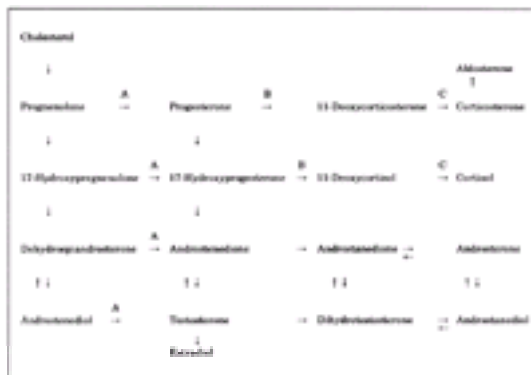 Cholesterol
↓ Aldosterone
A B C ↑
Pregnenolone → Progesterone → 11-Deoxycorticosterone → Corticosterone
↓ ↓
A B C
17-Hydroxypregnenolone → 17-Hydroxyprogesterone → 11-Deoxycortisol → Cortisol
↓ ↓
A
Dehydroepiandrosterone → Androstenedione → Androstanedione Androsterone
↑↓ ↑↓ ↑↓ ↑↓
A
Androstenediol → Testosterone → Dihydrotestosterone Androstanediol
↓
Estradiol